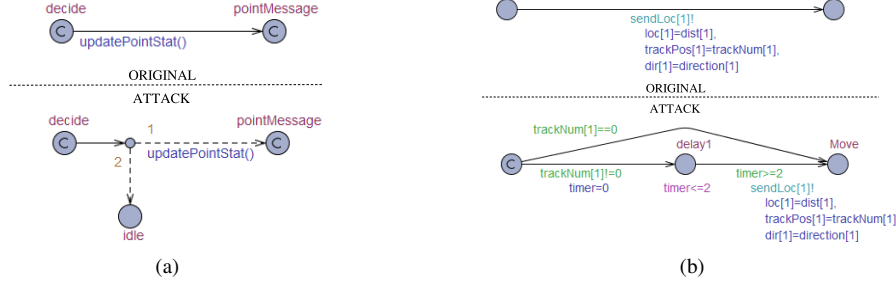 decide
pointMessage
C
C
updatePointStat()
ORIGINAL
ATTACK
decide
1
pointMessage
C
C
updatePointStat()
2
idle
(a)
sendLoc[1]!
loc[1]=dist[1],
trackPos[1]=trackNum[1],
dir[1]=direction[1]
ORIGINAL
ATTACK
trackNum[1]==0
delay1
Move
C
trackNum[1]!=0
timer>=2
timer=0
timer<=2
sendLoc[1]!
loc[1]=dist[1],
trackPos[1]=trackNum[1]
dir[1]=direction[1]
(b)